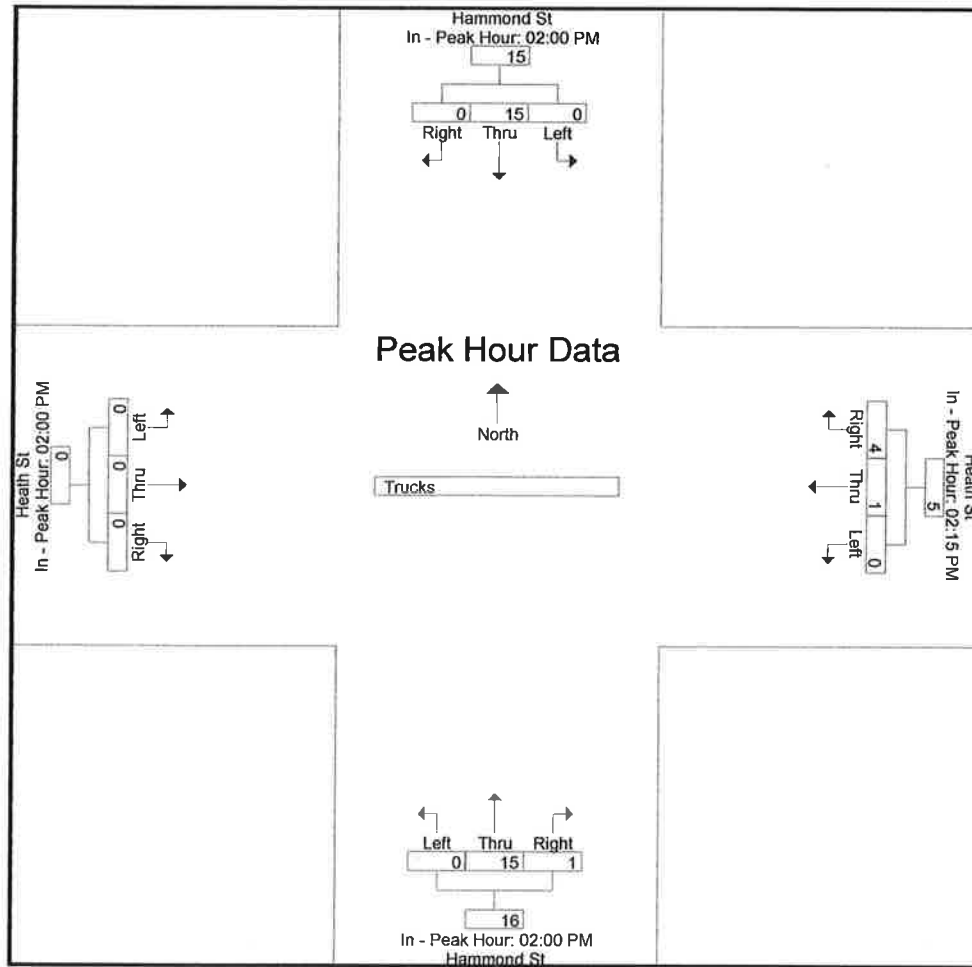 Hammond St
In - Peak Hour: 02:00 PM
15
0 15 0
Right Thru Left
Peak Hour Data
North
Trucks
Heath St
In - Peak Hour: 02:00 PM
0
0 0 0
Left Thru Right
Heath St
In - Peak Hour: 02:15 PM
5
4 1 0
Right Thru Left
Left Thru Right
0 15 1
16
In - Peak Hour: 02:00 PM
Hammond St